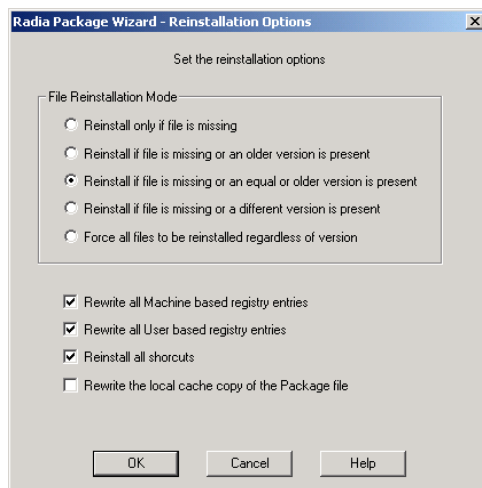 Radia Package Wizard - Reinstallation Options
Set the reinstallation options
File Reinstallation Mode
Reinstall only if file is missing
Reinstall if file is missing or an older version is present
Reinstall if file is missing or an equal or older version is present
Reinstall if file is missing or a different version is present
Force all files to be reinstalled regardless of version
Rewrite all Machine based registry entries
Rewrite all User based registry entries
Reinstall all shorcuts
Rewrite the local cache copy of the Package file
OK Cancel Help